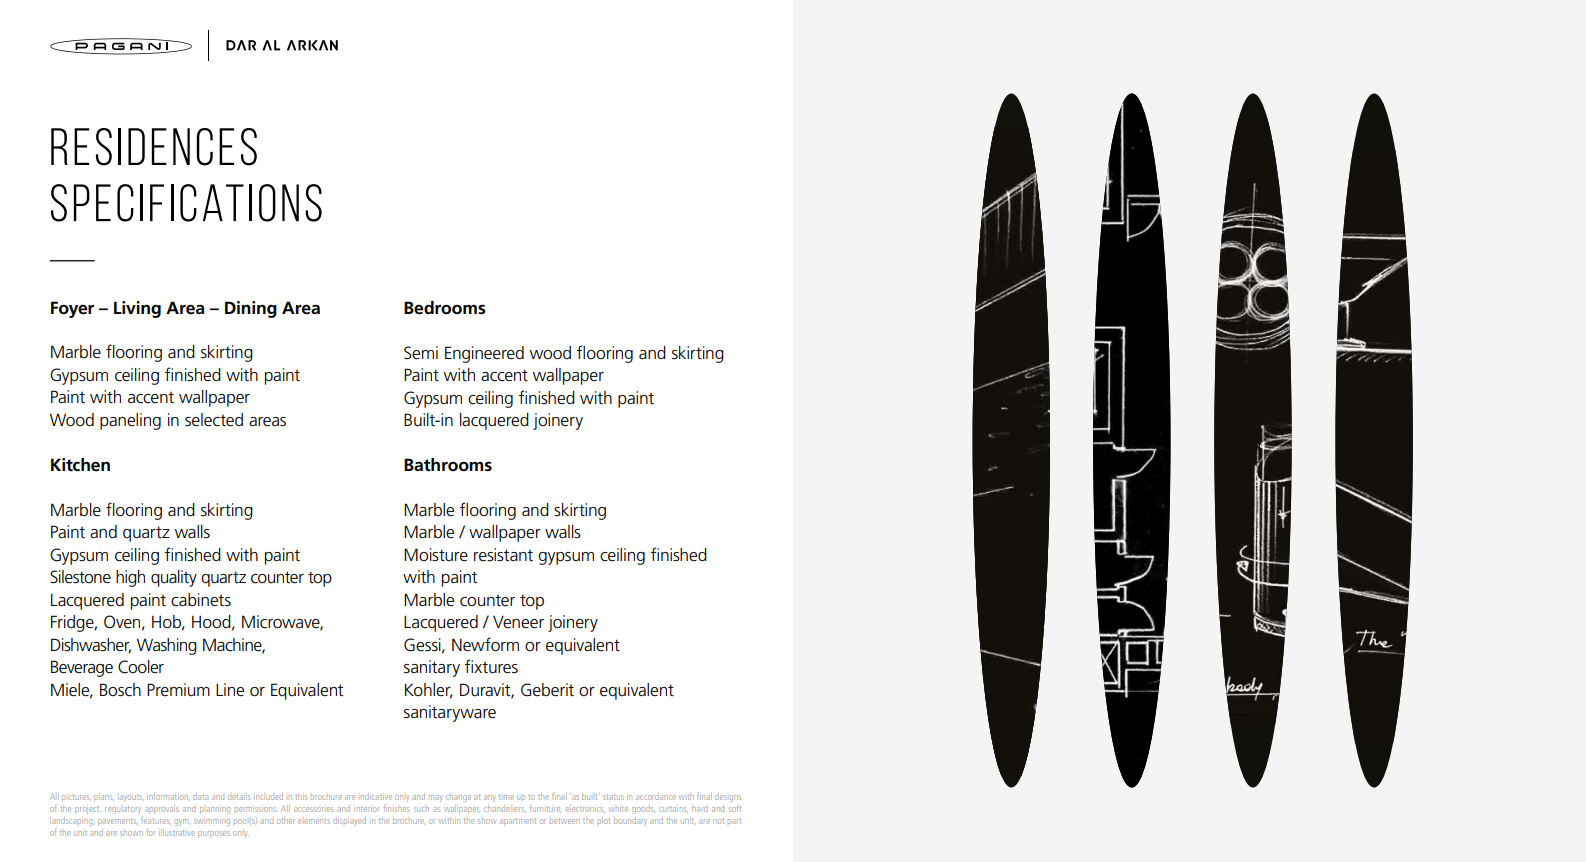 PAGANI
DAR AL ARKAN
RESIDENCES
SPECIFICATIONS
Foyer – Living Area – Dining Area
Marble flooring and skirting
Gypsum ceiling finished with paint
Paint with accent wallpaper
Wood paneling in selected areas
Kitchen
Marble flooring and skirting
Paint and quartz walls
Gypsum ceiling finished with paint
Silestone high quality quartz counter top
Lacquered paint cabinets
Fridge, Oven, Hob, Hood, Microwave,
Dishwasher, Washing Machine,
Beverage Cooler
Miele, Bosch Premium Line or Equivalent
Bedrooms
Semi Engineered wood flooring and skirting
Paint with accent wallpaper
Gypsum ceiling finished with paint
Built-in lacquered joinery
Bathrooms
Marble flooring and skirting
Marble / wallpaper walls
Moisture resistant gypsum ceiling finished
with paint
Marble counter top
Lacquered / Veneer joinery
Gessi, Newform or equivalent
sanitary fixtures
Kohler, Duravit, Geberit or equivalent
sanitaryware
All pictures, plans, layouts, information, data and details included in this brochure are indicative only and may change at any time up to the final 'as built' status in accordance with final designs
of the project, regulatory approvals and planning permissions. All accessories and interior finishes such as wallpaper, chandeliers, furniture, electronics, white goods, curtains, hard and soft
landscaping, pavements, features, gym, swimming pool(s) and other elements displayed in the brochure, or within the show apartment or between the plot boundary and the unit, are not part
of the unit and are shown for illustrative purposes only.
The "